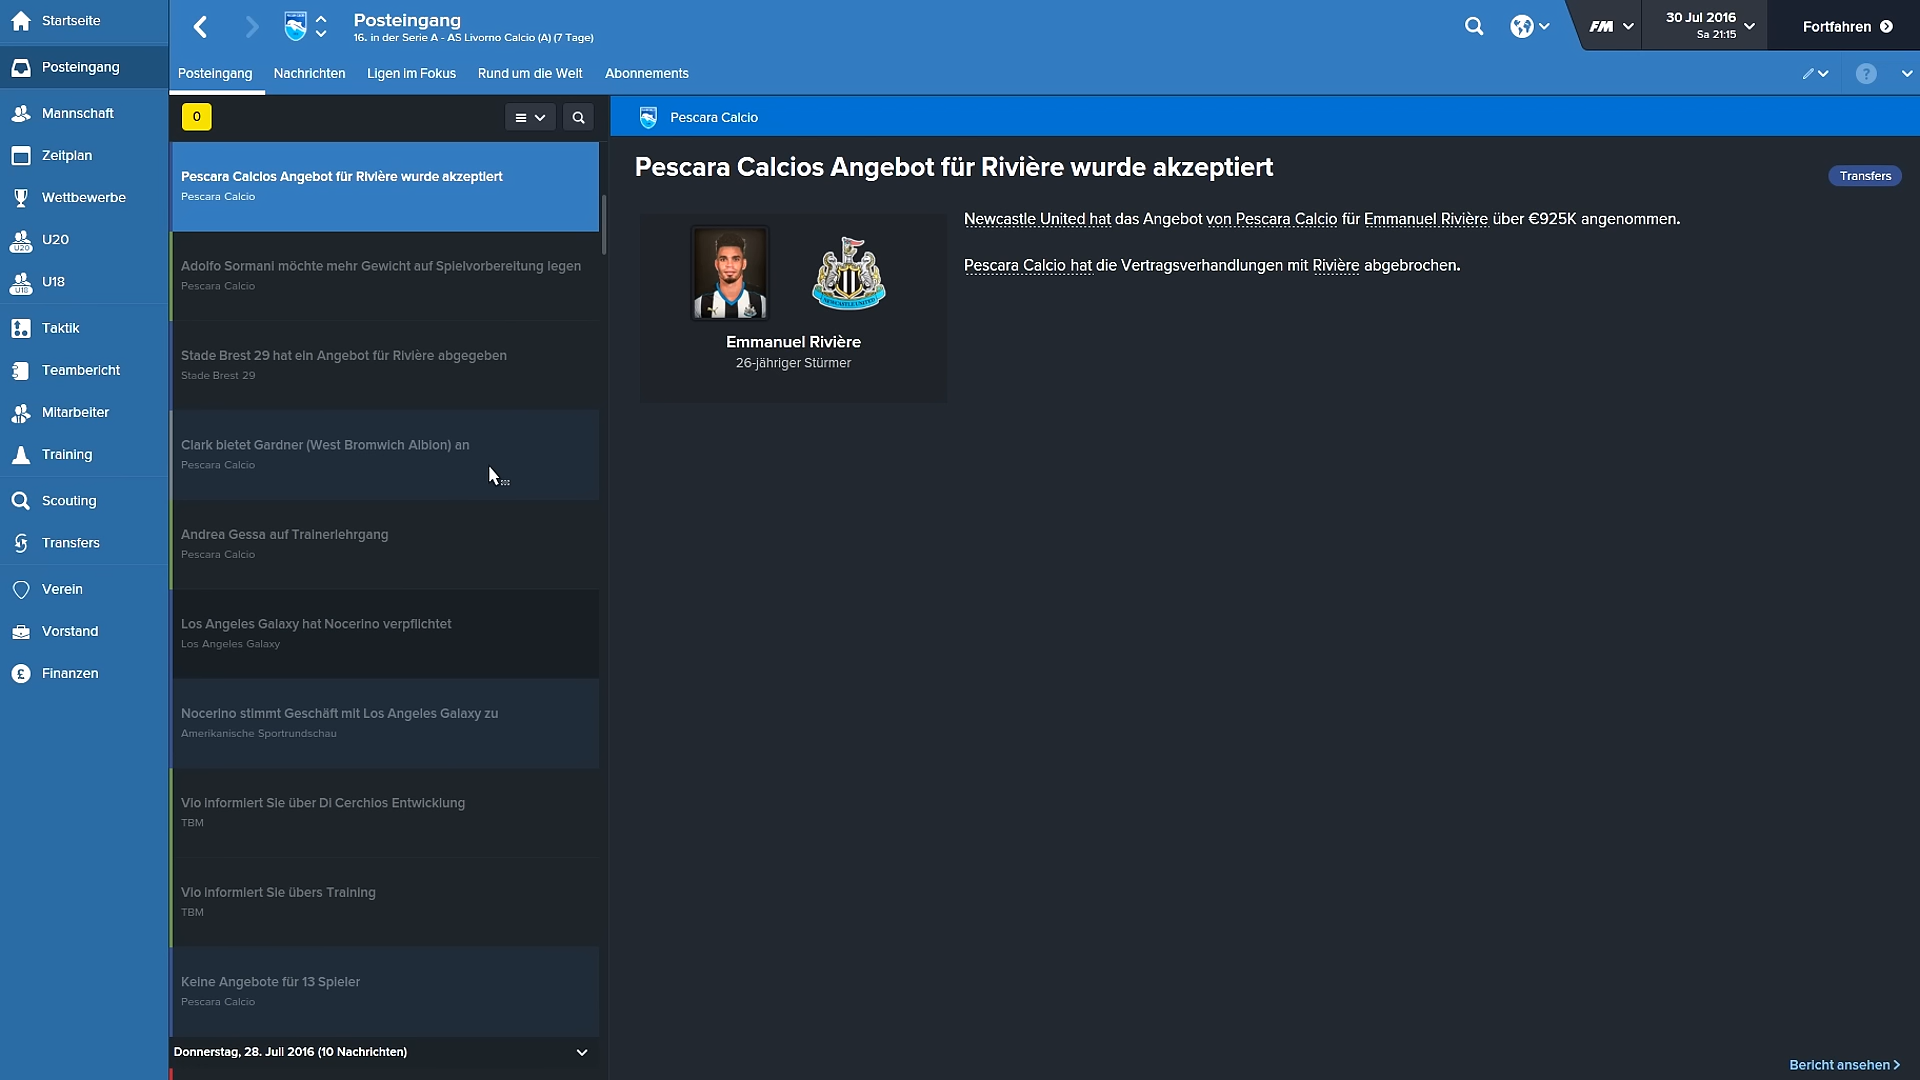 Startseite
Posteingang
Mannschaft
Zeitplan
Wettbewerbe
U20
U20
U18
U18
Taktik
Teambericht
Mitarbeiter
Training
Scouting
Transfers
Verein
Vorstand
Finanzen
Posteingang
16. in der Serie A - AS Livorno Calcio (A) (7 Tage)
FM
30 Jul 2016
Sa 21:15
Fortfahren
Posteingang Nachrichten Ligen im Fokus Rund um die Welt Abonnements
?
0
Pescara Calcios Angebot für Rivière wurde akzeptiert
Pescara Calcio
Adolfo Sormani möchte mehr Gewicht auf Spielvorbereitung legen
Pescara Calcio
Stade Brest 29 hat ein Angebot für Rivière abgegeben
Stade Brest 29
Clark bietet Gardner (West Bromwich Albion) an
Pescara Calcio
Andrea Gessa auf Trainerlehrgang
Pescara Calcio
Los Angeles Galaxy hat Nocerino verpflichtet
Los Angeles Galaxy
Nocerino stimmt Geschäft mit Los Angeles Galaxy zu
Amerikanische Sportrundschau
Vio informiert Sie über Di Cerchios Entwicklung
TBM
Vio informiert Sie übers Training
TBM
Keine Angebote für 13 Spieler
Pescara Calcio
Donnerstag, 28. Juli 2016 (10 Nachrichten)
Pescara Calcio
Pescara Calcios Angebot für Rivière wurde akzeptiert
Transfers
Newcastle United hat das Angebot von Pescara Calcio für Emmanuel Rivière über €925K angenommen.
Pescara Calcio hat die Vertragsverhandlungen mit Rivière abgebrochen.
NEWCASTLE UNITED
Emmanuel Rivière
26-jähriger Stürmer
Bericht ansehen >